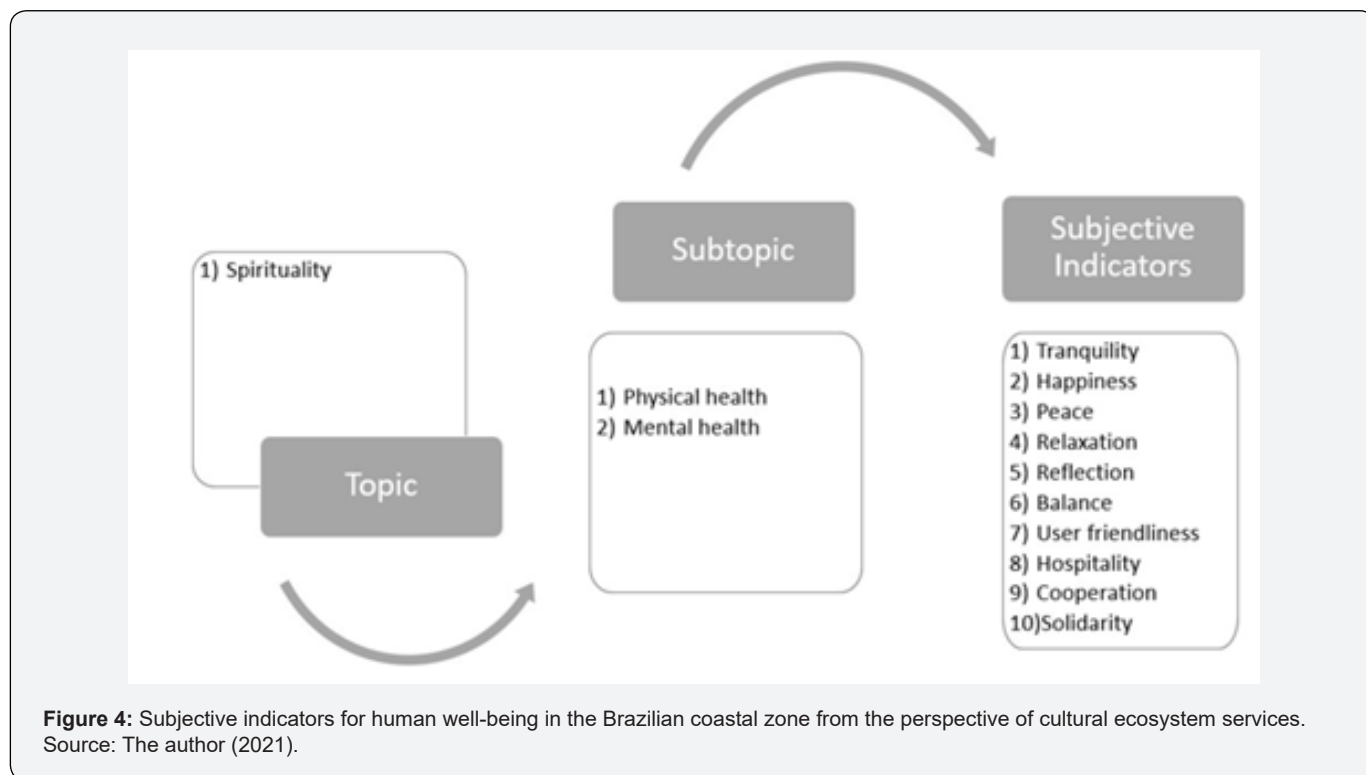 1) Spirituality
Topic
Subtopic
1) Physical health
2) Mental health
Subjective
Indicators
1) Tranquility
2) Happiness
3) Peace
4) Relaxation
5) Reflection
6) Balance
7) User friendliness
8) Hospitality
9) Cooperation
10)Solidarity
Figure 4: Subjective indicators for human well-being in the Brazilian coastal zone from the perspective of cultural ecosystem services.
Source: The author (2021).